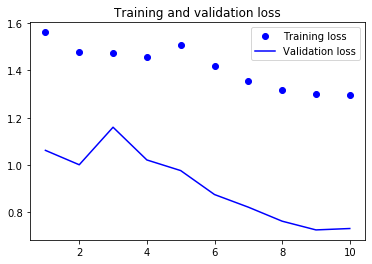 Training and validation loss
Training loss
Validation loss
1.6
1.4
1.2
1.0
0.8
2 4 6 8 10